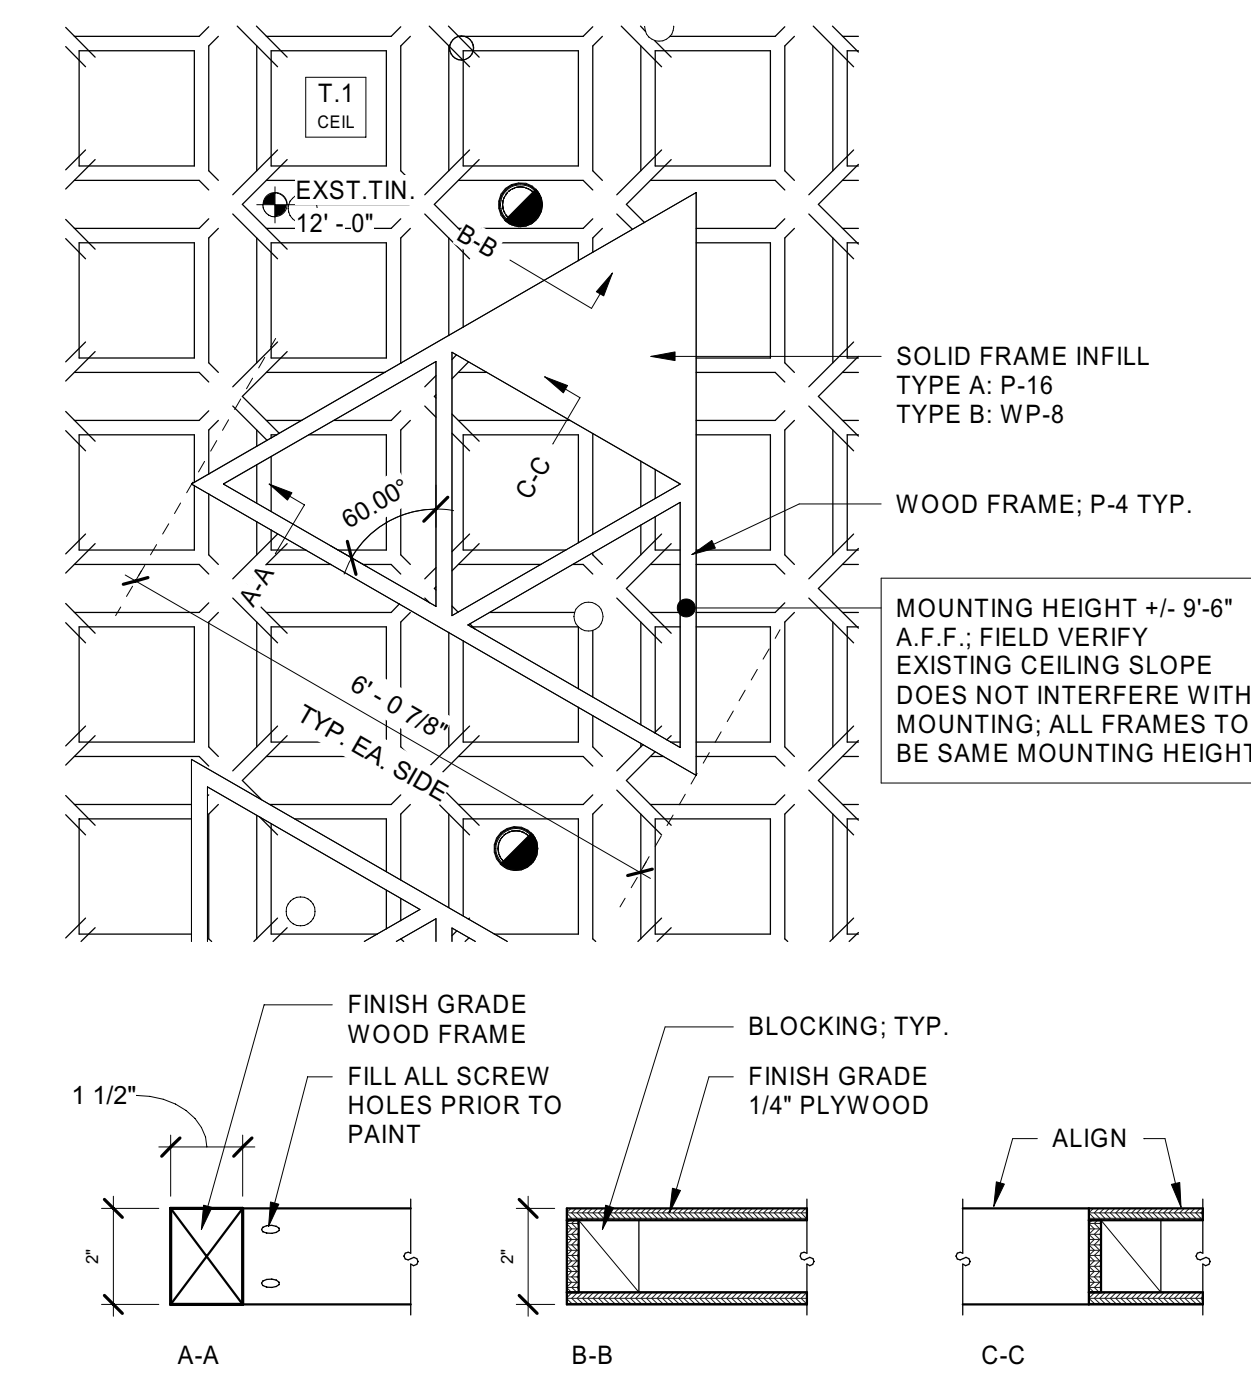 T.1
CEIL
EXST.TIN.
12' - 0"
B-B
SOLID FRAME INFILL
TYPE A: P-16
TYPE B: WP-8
C-C
60.00°
WOOD FRAME; P-4 TYP.
A-A
MOUNTING HEIGHT +/- 9'-6"
A.F.F.; FIELD VERIFY
EXISTING CEILING SLOPE
DOES NOT INTERFERE WITH
MOUNTING; ALL FRAMES TO
BE SAME MOUNTING HEIGHT
6' - 0 7/8"
TYP. EA. SIDE
FINISH GRADE
WOOD FRAME
FILL ALL SCREW
HOLES PRIOR TO
PAINT
1 1/2"
2"
A-A
BLOCKING; TYP.
FINISH GRADE
1/4" PLYWOOD
2"
B-B
ALIGN
C-C